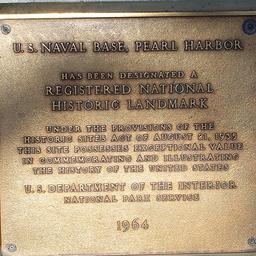 U.S. NAVAL BASE, PEARL HARBOR
HAS BEEN DESIGNATED A
REGISTERED NATIONAL
HISTORIC LANDMARK
UNDER THE PROVISIONS OF THE
HISTORIC SITES ACT OF AUGUST 21, 1935
THIS SITE POSSESSES EXCEPTIONAL VALUE
IN COMMEMORATING AND ILLUSTRATING
THE HISTORY OF THE UNITED STATES
U.S. DEPARTMENT OF THE INTERIOR
NATIONAL PARK SERVICE
1964